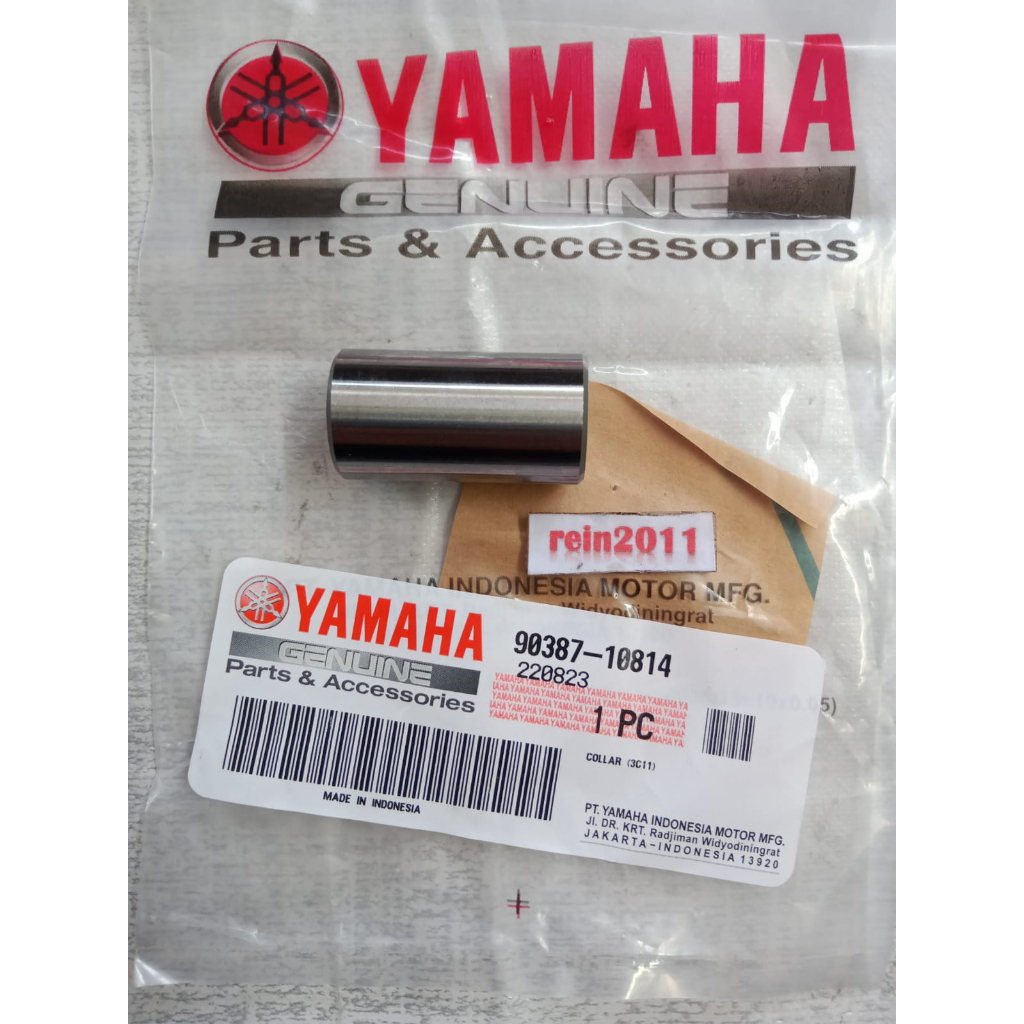 YAMAHA
GENUINE
Parts & Accessories
rein2011
YAMAHA INDONESIA MOTOR MFG.
Widyodiningrat
YAMAHA
GENUINE
Parts & Accessories
90387-10814
220823
1 PC
COLLAR (3C11)
MADE IN INDONESIA
PT. YAMAHA INDONESIA MOTOR MFG.
Jl. DR. KRT. Radjiman Widyodiningrat
JAKARTA-INDONESIA 13920
05)